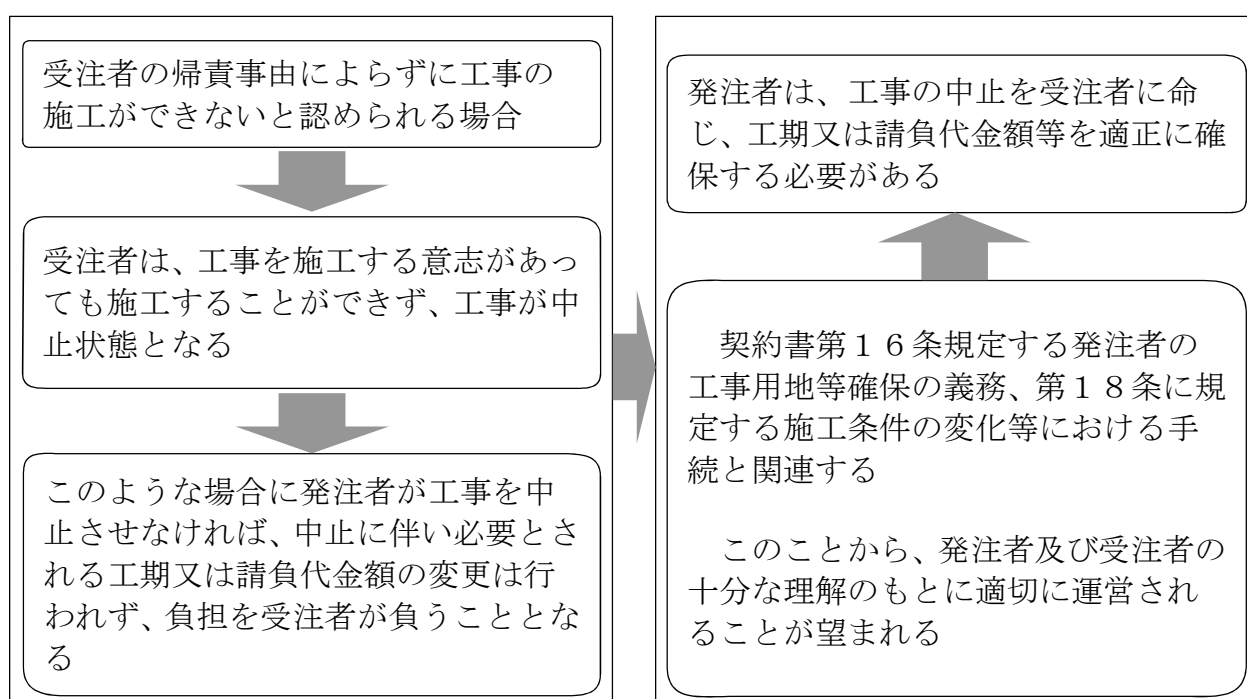 受注者の帰責事由によらずに工事の
施工ができないと認められる場合
受注者は、工事を施工する意志があっ
ても施工することができず、工事が中
止状態となる
このような場合に発注者が工事を中
止させなければ、中止に伴い必要とさ
れる工期又は請負代金額の変更は行
われず、負担を受注者が負うこととな
る
発注者は、工事の中止を受注者に命
じ、工期又は請負代金額等を適正に確
保する必要がある
契約書第１６条規定する発注者の
工事用地等確保の義務、第１８条に規
定する施工条件の変化等における手
続と関連する
このことから、発注者及び受注者の
十分な理解のもとに適切に運営され
ることが望まれる